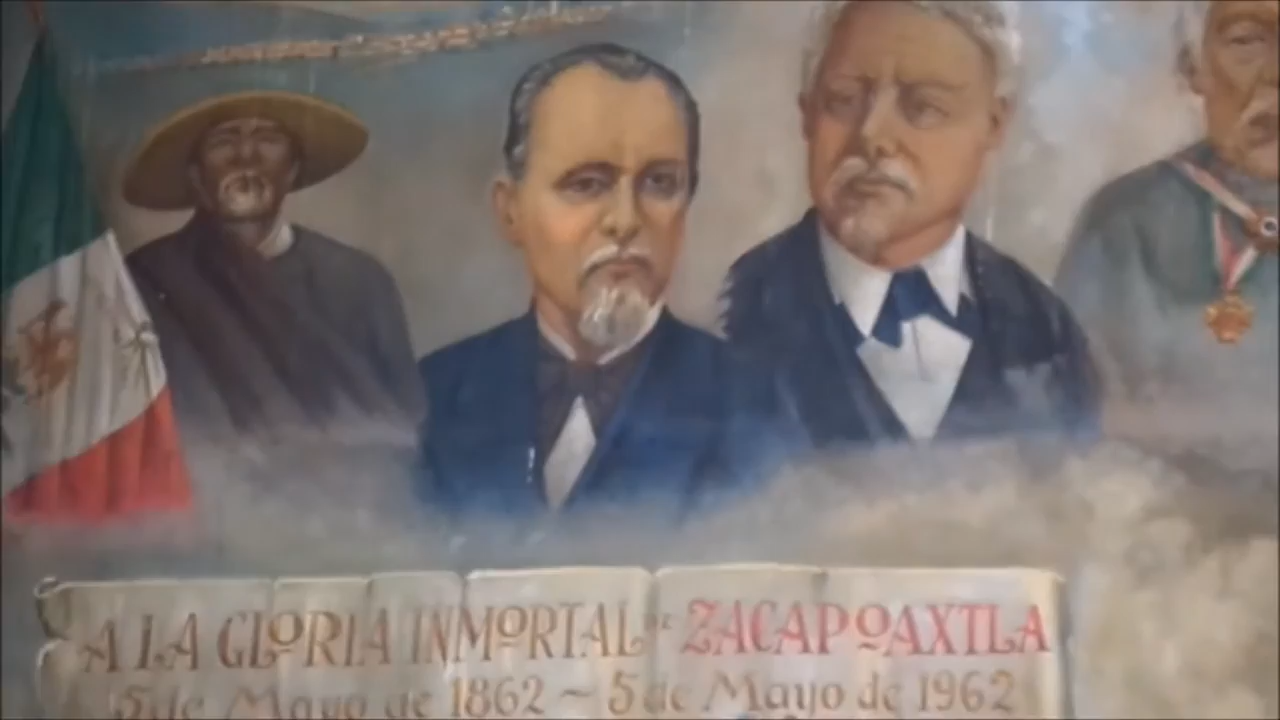 A LA GLORIA INMORTAL DE ZACAPOAXTLA
5 de Mayo de 1862 ~ 5 de Mayo de 1962